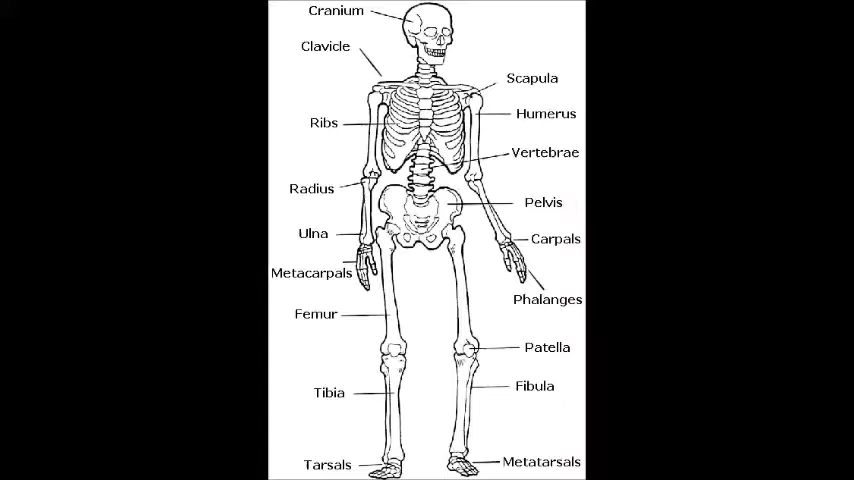 Cranium
Clavicle
Scapula
Humerus
Ribs
Vertebrae
Radius
Pelvis
Ulna
Carpals
Metacarpals
Phalanges
Femur
Patella
Fibula
Tibia
Metatarsals
Tarsals